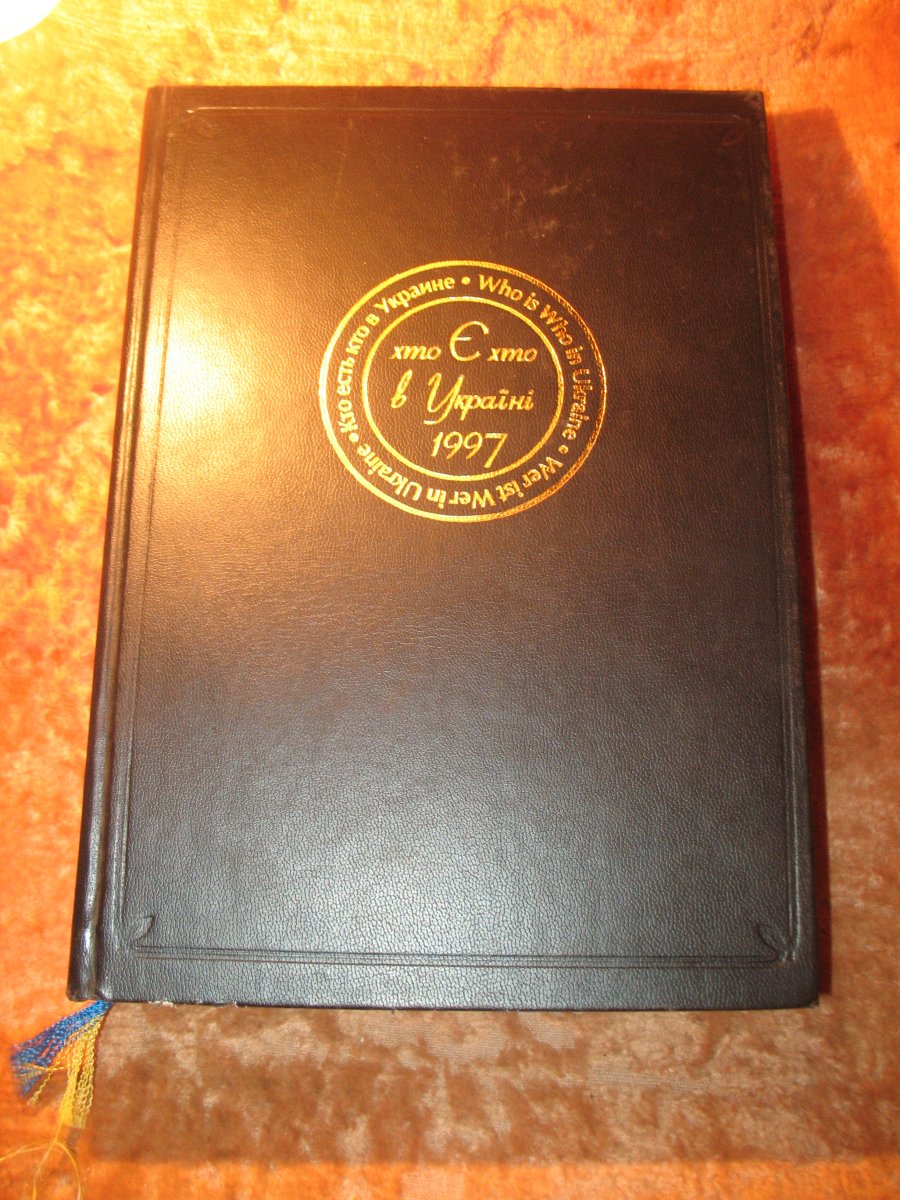 Кто есть кто в Украине • Who is Who in Ukraine • Wer ist Wer in Ukraine •
хто Є хто
в Україні
1997